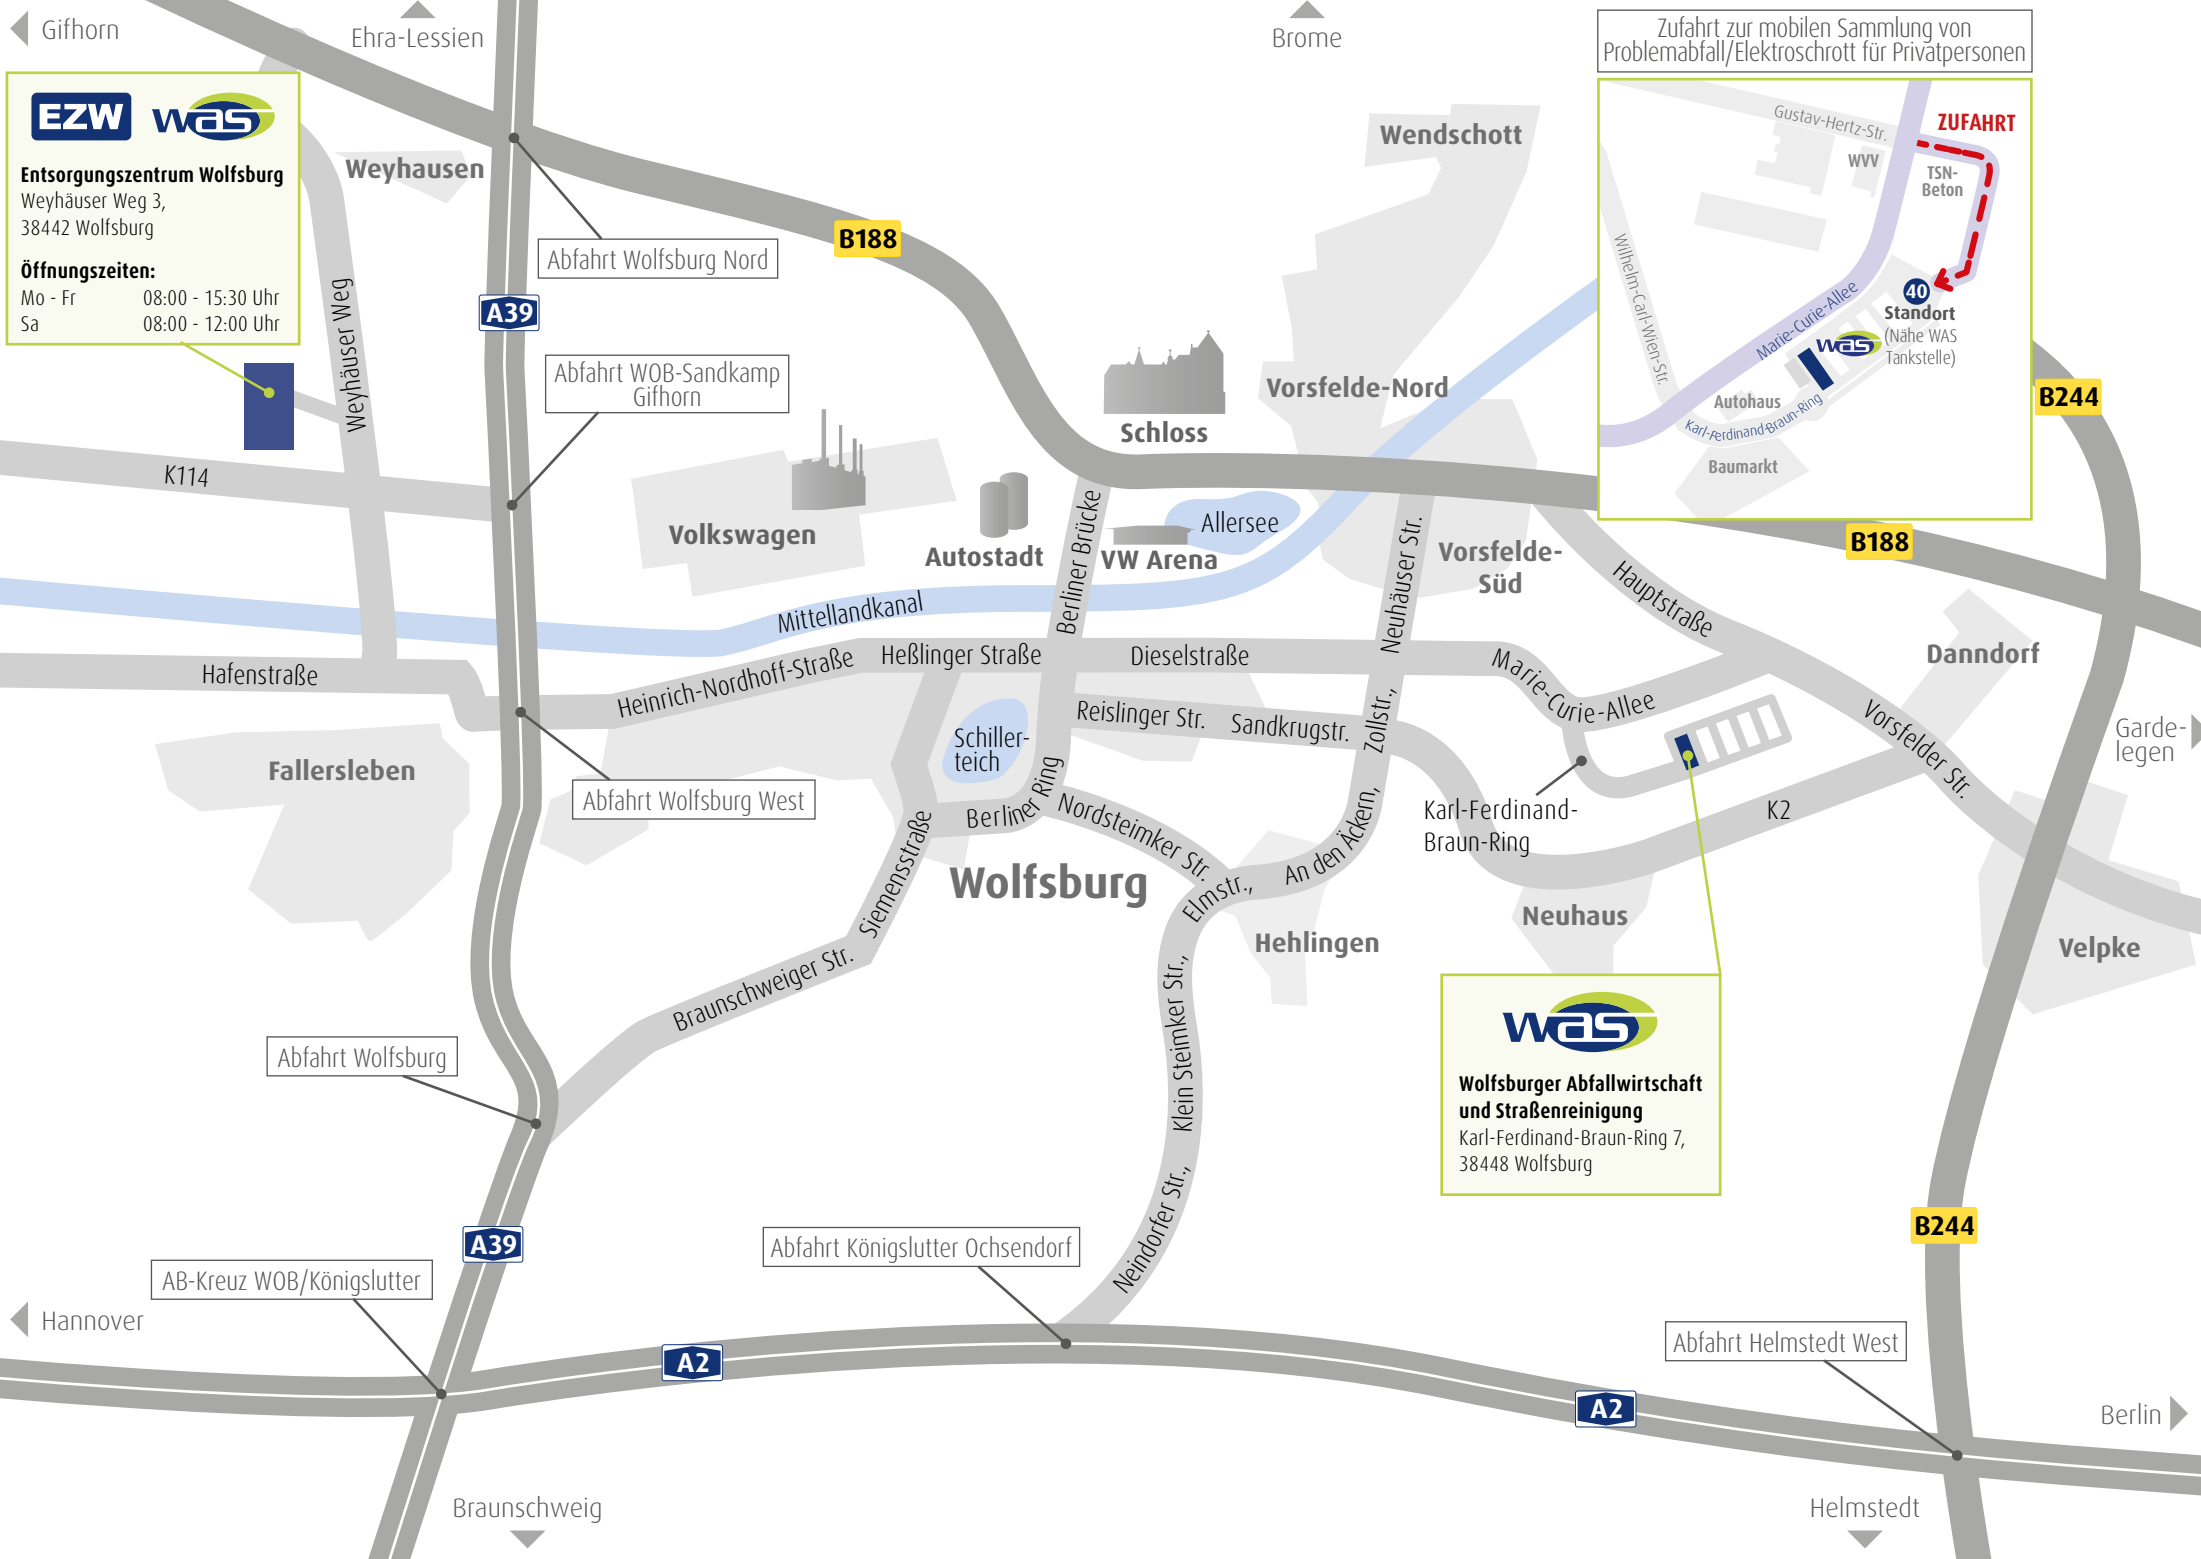 Gifhorn
Ehra-Lessien
Brome
Zufahrt zur mobilen Sammlung von
Problemabfall/Elektroschrott für Privatpersonen
EZW
was
Entsorgungszentrum Wolfsburg
Weyhäuser Weg 3,
38442 Wolfsburg
Öffnungszeiten:
Mo - Fr 08:00 - 15:30 Uhr
Sa 08:00 - 12:00 Uhr
Gustav-Hertz-Str.
ZUFAHRT
WVV
TSN-
Beton
Wilhelm-Carl-Wien-Str.
Marie-Curie-Allee
40
Standort
(Nähe WAS
Tankstelle)
was
Autohaus
Karl-Ferdinand-Braun-Ring
Baumarkt
Wendschott
Weyhausen
B188
Abfahrt Wolfsburg Nord
Weyhäuser Weg
A39
Abfahrt WOB-Sandkamp
Gifhorn
Vorsfelde-Nord
B244
Schloss
K114
Volkswagen
Autostadt
Berliner Brücke
VW Arena
Allersee
Neuhäuser Str.
Vorsfelde-
Süd
B188
Hauptstraße
Mittellandkanal
Danndorf
Hafenstraße
Heinrich-Nordhoff-Straße
Heßlinger Straße
Dieselstraße
Marie-Curie-Allee
Reislinger Str.
Sandkrugstr.
Zollstr.,
Vorsfelder Str.
Garde-
legen
Schiller-
teich
Fallersleben
Abfahrt Wolfsburg West
Berliner Ring
Nordsteimker Str.
An den Äckern,
Elmstr.,
Karl-Ferdinand-
Braun-Ring
K2
Siemensstraße
Wolfsburg
Hehlingen
Neuhaus
Velpke
Braunschweiger Str.
Klein Steimker Str.,
Neindorfer Str.,
Abfahrt Wolfsburg
was
Wolfsburger Abfallwirtschaft
und Straßenreinigung
Karl-Ferdinand-Braun-Ring 7,
38448 Wolfsburg
A39
Abfahrt Königslutter Ochsendorf
B244
AB-Kreuz WOB/Königslutter
Hannover
A2
Abfahrt Helmstedt West
A2
Berlin
Braunschweig
Helmstedt